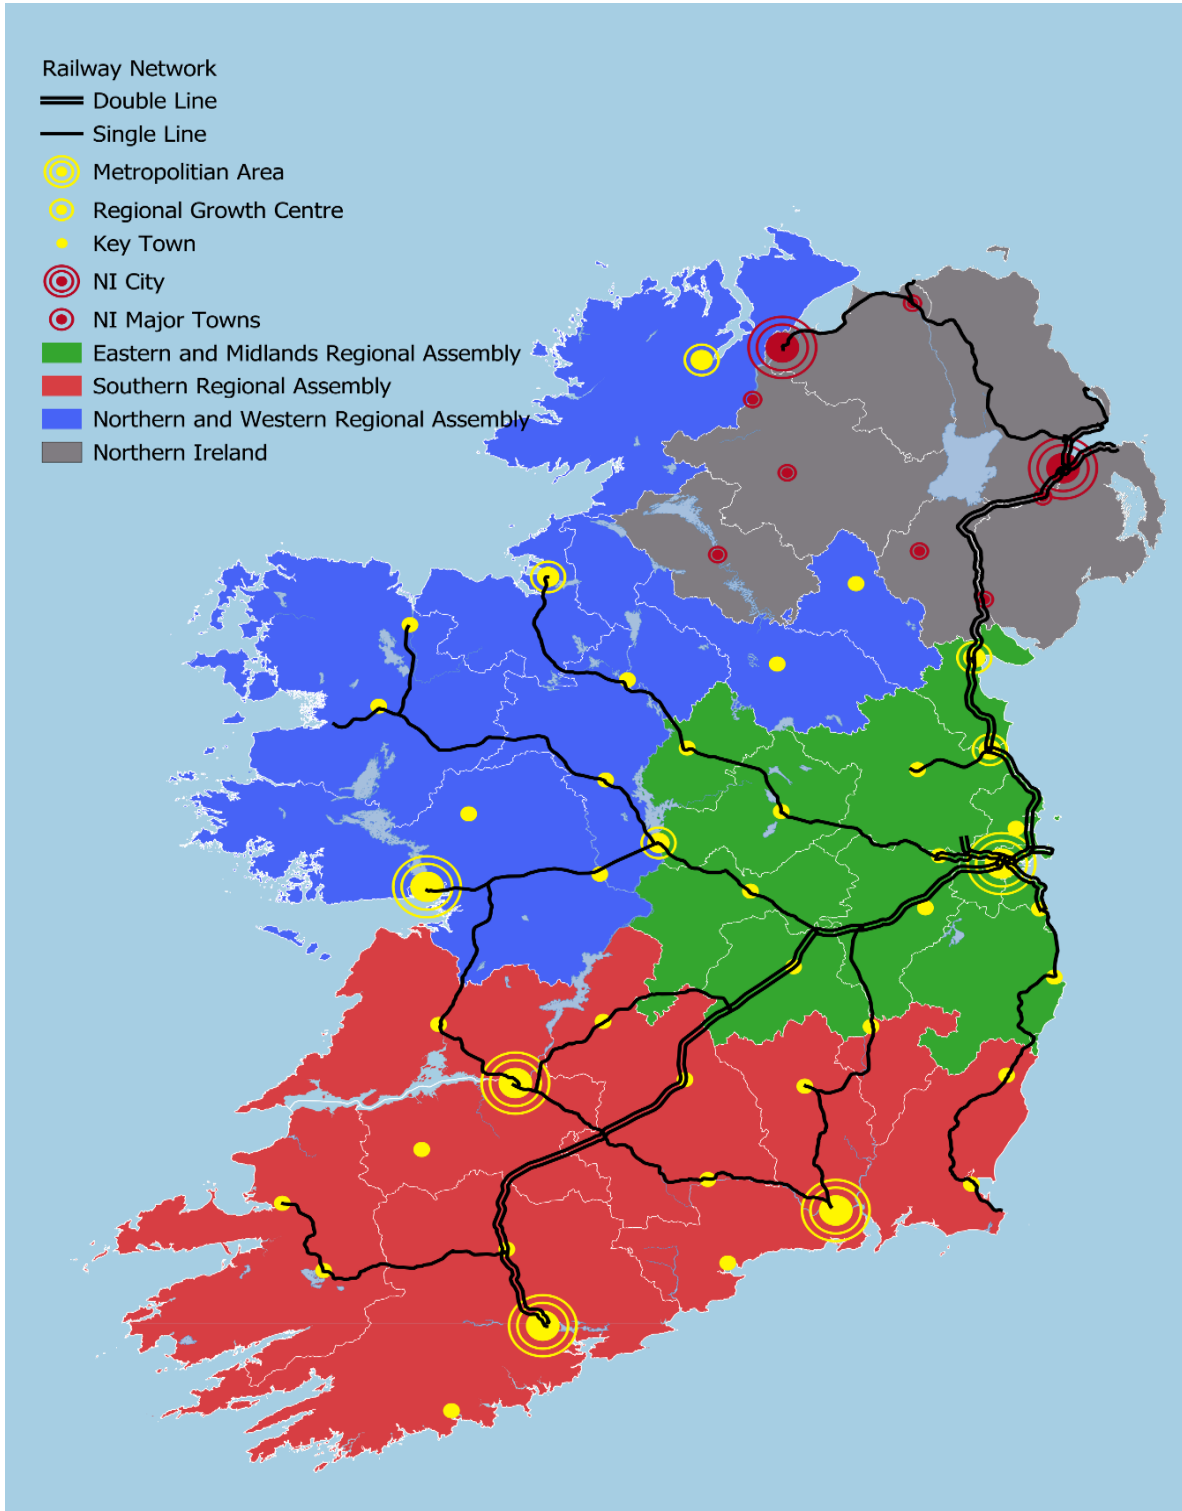 Railway Network
Double Line
Single Line
Metropolitian Area
Regional Growth Centre
Key Town
NI City
NI Major Towns
Eastern and Midlands Regional Assembly
Southern Regional Assembly
Northern and Western Regional Assembly
Northern Ireland